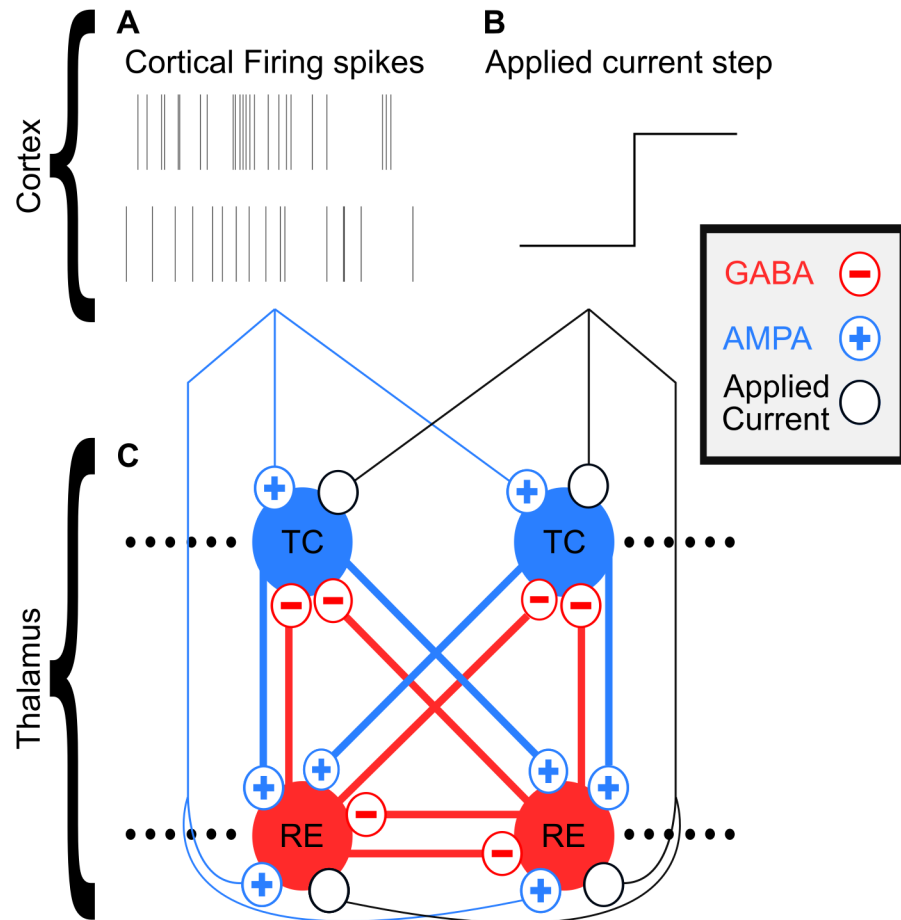 A
Cortical Firing spikes
B
Applied current step
Cortex
GABA
AMPA
Applied
Current
C
Thalamus
TC
TC
RE
RE